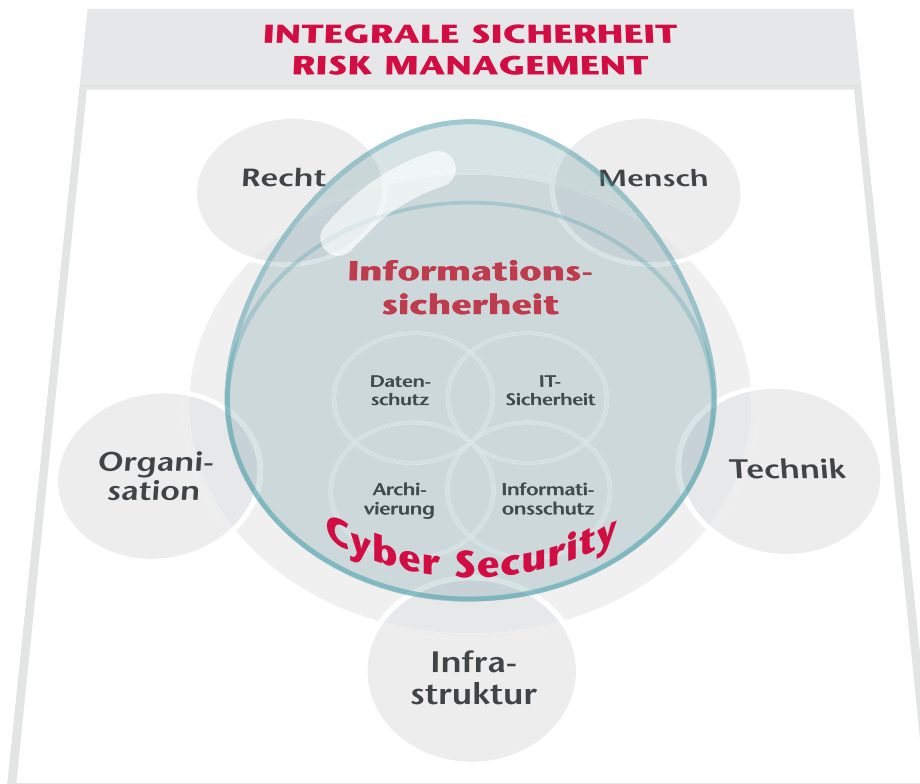 INTEGRALE SICHERHEIT
RISK MANAGEMENT
Recht
Mensch
Informations-
sicherheit
Daten-
schutz
IT-
Sicherheit
Organi-
sation
Technik
Archi-
vierung
Informati-
onsschutz
Cyber Security
Infra-
struktur